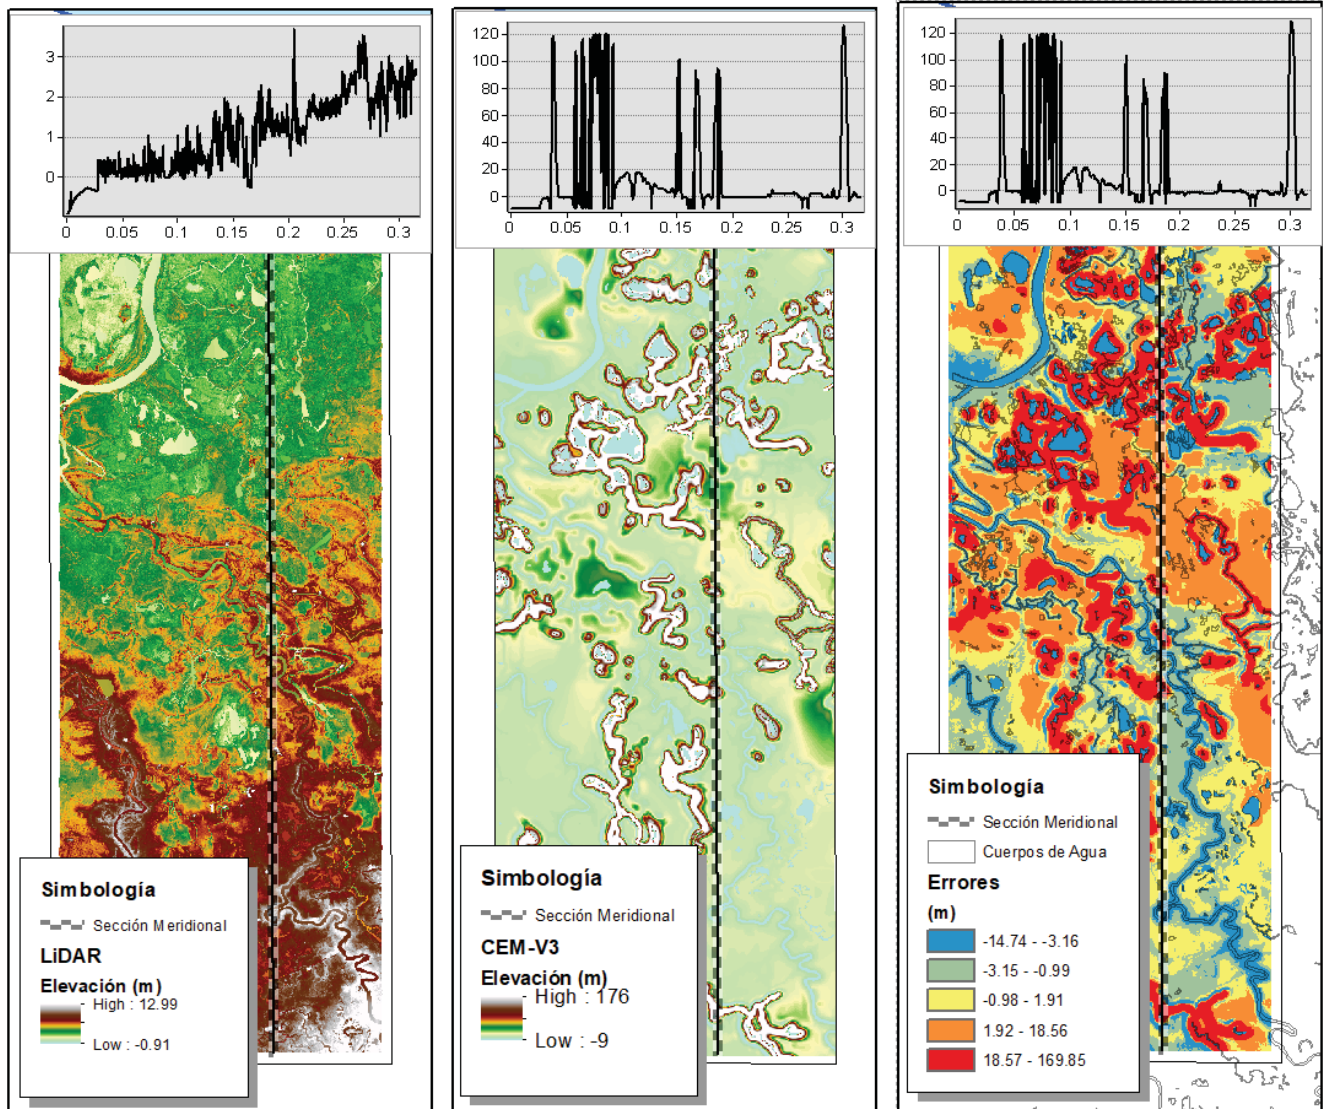 3
2
1
0
0
0.05
0.1
0.15
0.2
0.25
0.3
Simbología
Sección Meridional
LiDAR
Elevación (m)
High : 12.99
Low : -0.91
120
100
80
60
40
20
0
0
0.05
0.1
0.15
0.2
0.25
0.3
Simbología
Sección Meridional
CEM-V3
Elevación (m)
High : 176
Low : -9
120
100
80
60
40
20
0
0
0.05
0.1
0.15
0.2
0.25
0.3
Simbología
Sección Meridional
Cuerpos de Agua
Errores
(m)
-14.74 - -3.16
-3.15 - -0.99
-0.98 - 1.91
1.92 - 18.56
18.57 - 169.85